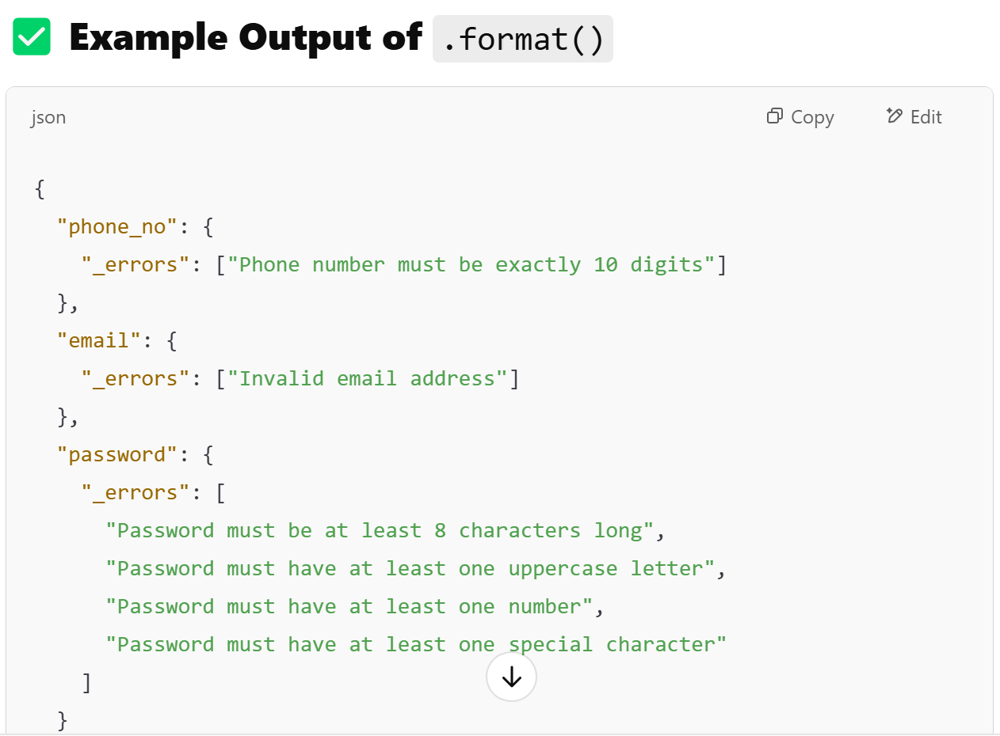 ✅ Example Output of .format()
json Copy Edit
{
  "phone_no": {
    "_errors": ["Phone number must be exactly 10 digits"]
  },
  "email": {
    "_errors": ["Invalid email address"]
  },
  "password": {
    "_errors": [
      "Password must be at least 8 characters long",
      "Password must have at least one uppercase letter",
      "Password must have at least one number",
      "Password must have at least one special character"
    ]
  }